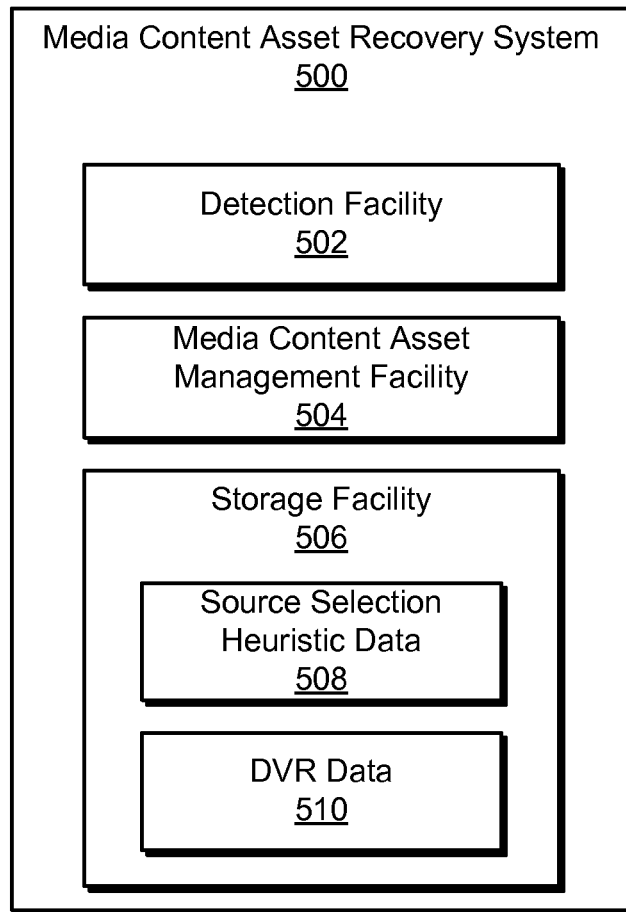 Media Content Asset Recovery System
500
Detection Facility
502
Media Content Asset
Management Facility
504
Storage Facility
506
Source Selection
Heuristic Data
508
DVR Data
510